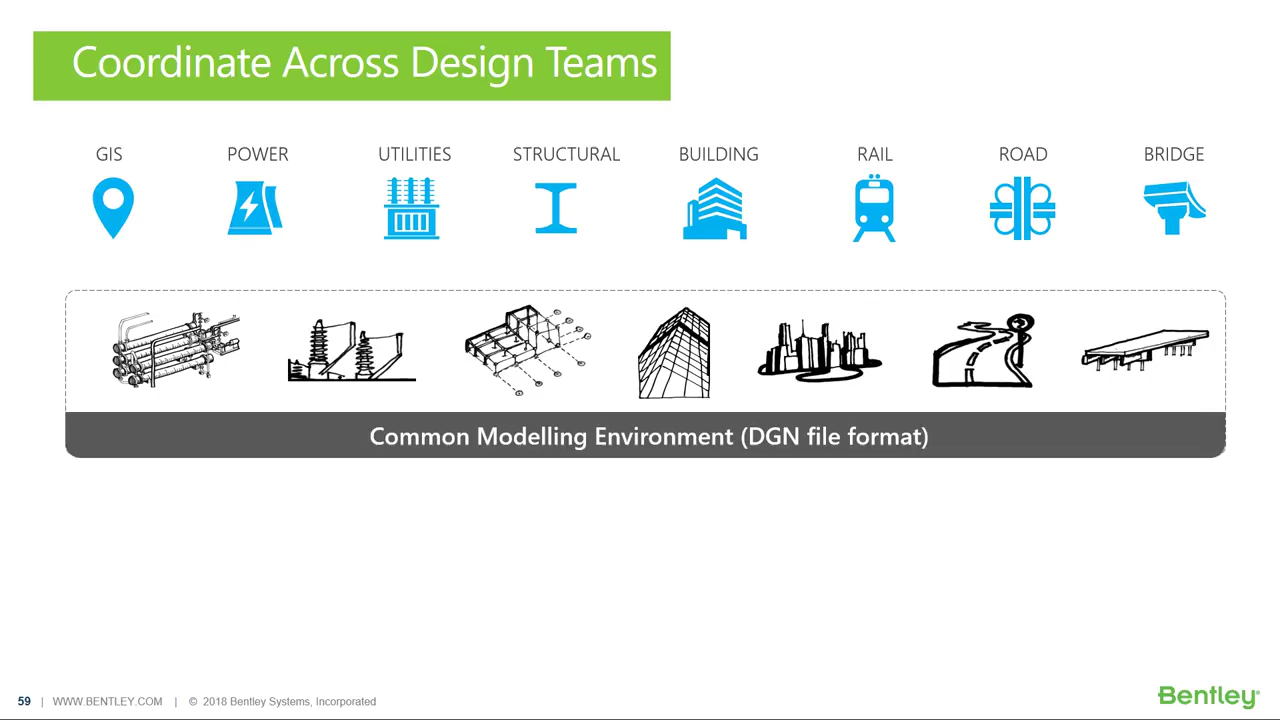 Coordinate Across Design Teams
GIS POWER UTILITIES STRUCTURAL BUILDING RAIL ROAD BRIDGE
Common Modelling Environment (DGN file format)
59 | WWW.BENTLEY.COM | © 2018 Bentley Systems, Incorporated
Bentley®